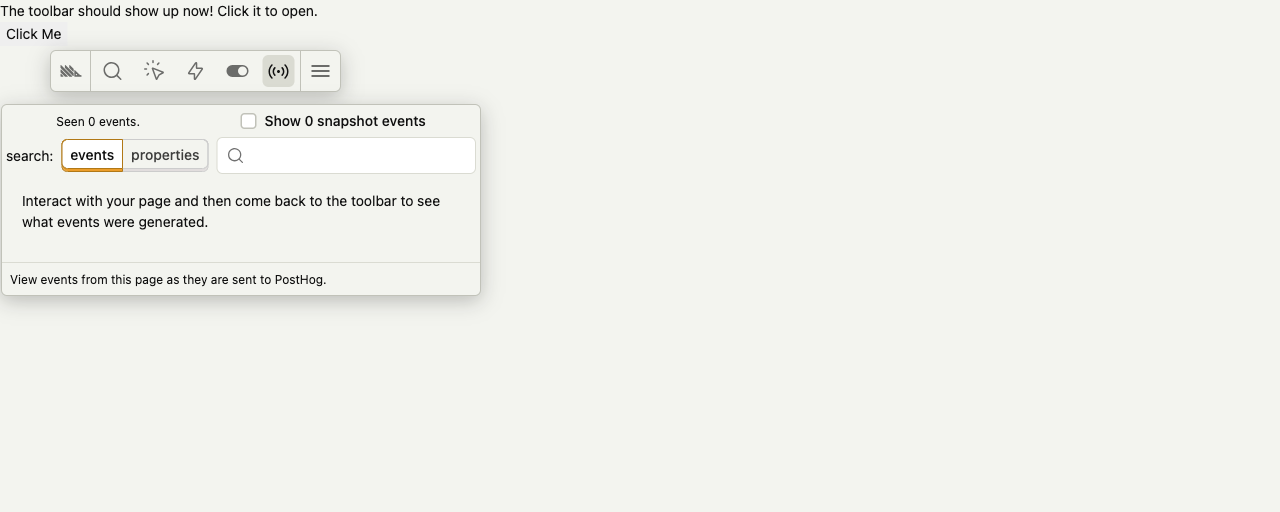 The toolbar should show up now! Click it to open.
Click Me
Seen 0 events.
Show 0 snapshot events
search:
events
properties
Interact with your page and then come back to the toolbar to see
what events were generated.
View events from this page as they are sent to PostHog.